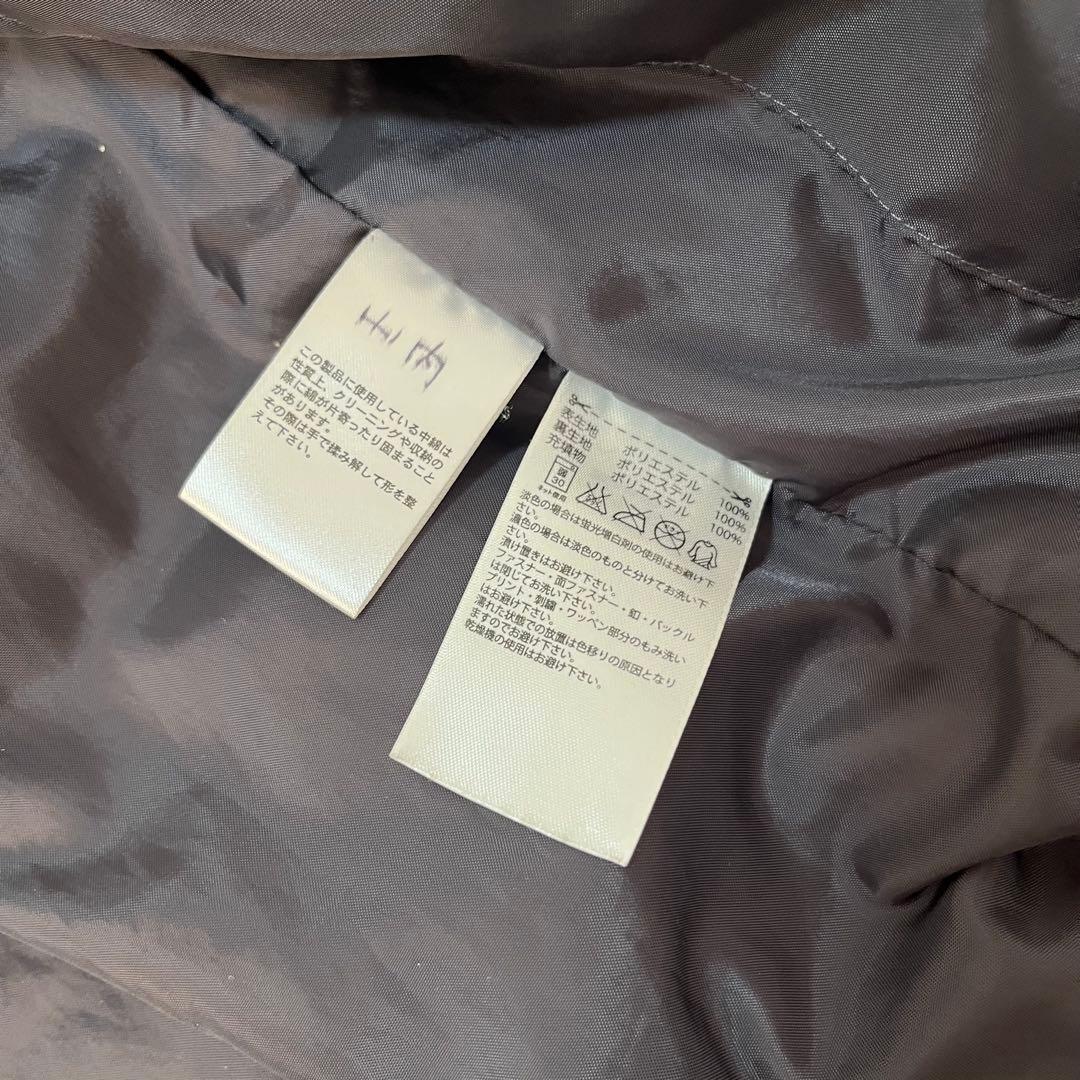 この製品に使用している中綿は
性質上、クリーニングや収納の
際に綿が片寄ったり固まること
があります。
その際は手で揉み解して形を整
えて下さい。
表生地 ポリエステル 100%
裏生地 ポリエステル 100%
充填物 ポリエステル 100%
弱
30
ネット使用
淡色の場合は蛍光増白剤の使用はお避け下
さい。
濃色の場合は淡色のものと分けてお洗い下
さい。
漬け置きはお避け下さい。
ファスナー・面ファスナー・釦・バックル
は閉じてお洗い下さい。
プリント・刺繍・ワッペン部分のもみ洗い
はお避け下さい。
濡れた状態での放置は色移りの原因となり
ますのでお避け下さい。
乾燥機の使用はお避け下さい。